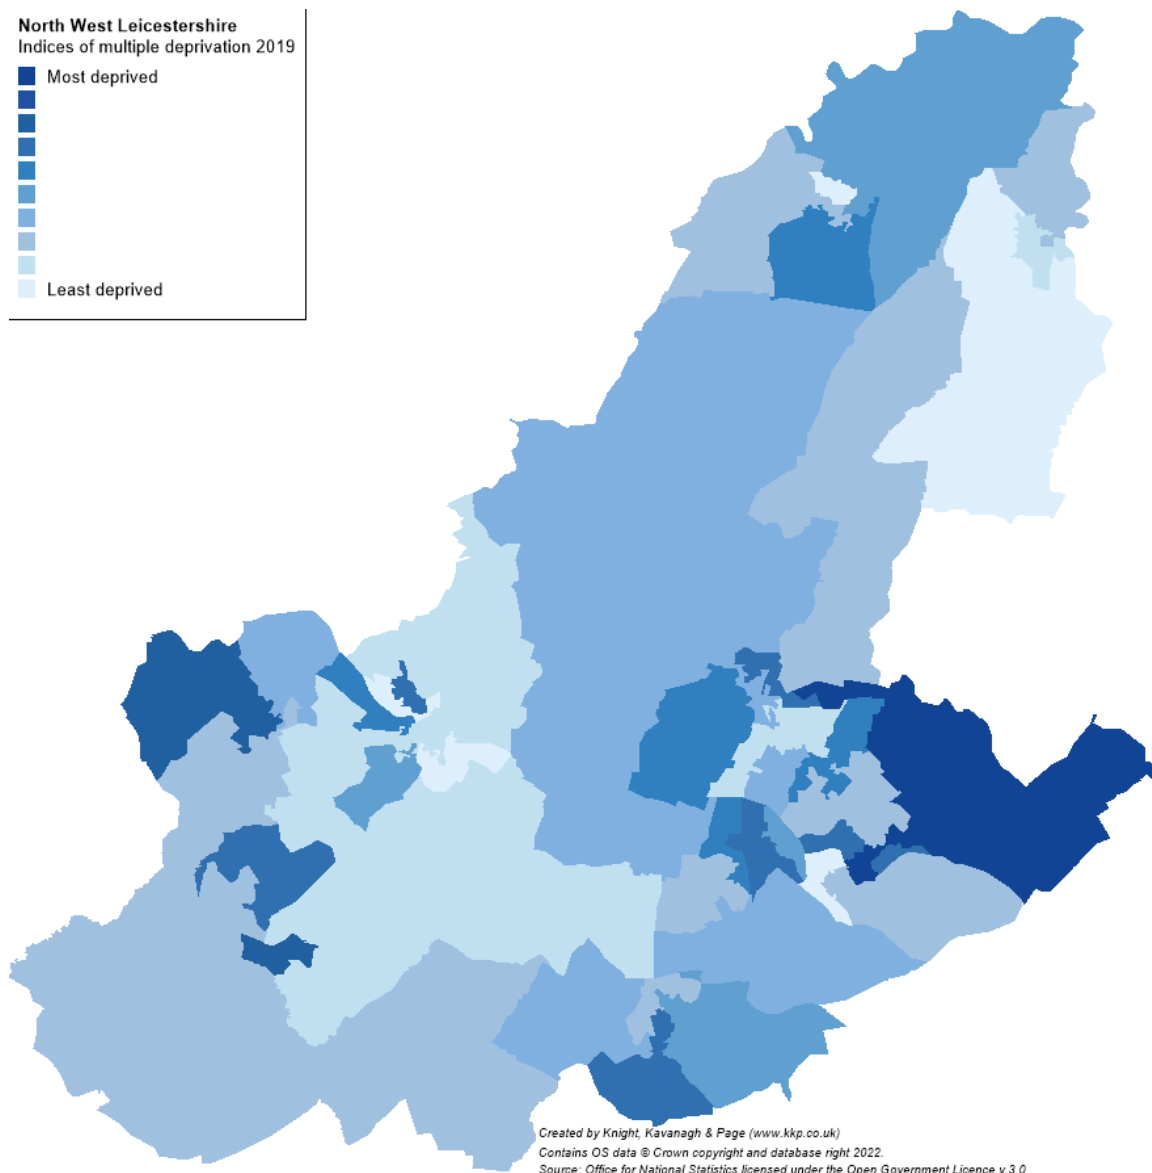 North West Leicestershire
Indices of multiple deprivation 2019
Most deprived
Least deprived
Created by Knight, Kavanagh & Page (www.kkp.co.uk)
Contains OS data © Crown copyright and database right 2022.
Source: Office for National Statistics licensed under the Open Government Licence v.3.0